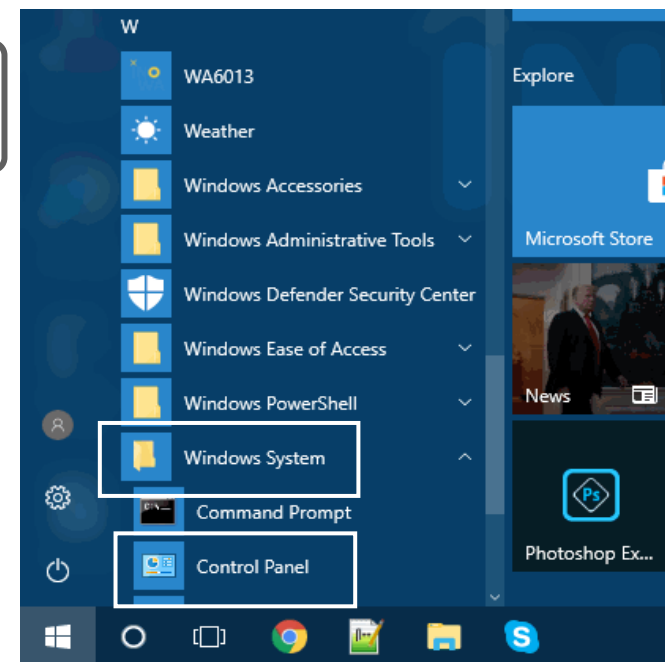 W
WA6013
Weather
Windows Accessories
Windows Administrative Tools
Windows Defender Security Center
Windows Ease of Access
Windows PowerShell
Windows System
Command Prompt
Control Panel
Explore
Microsoft Store
News
Ps
Photoshop Ex...